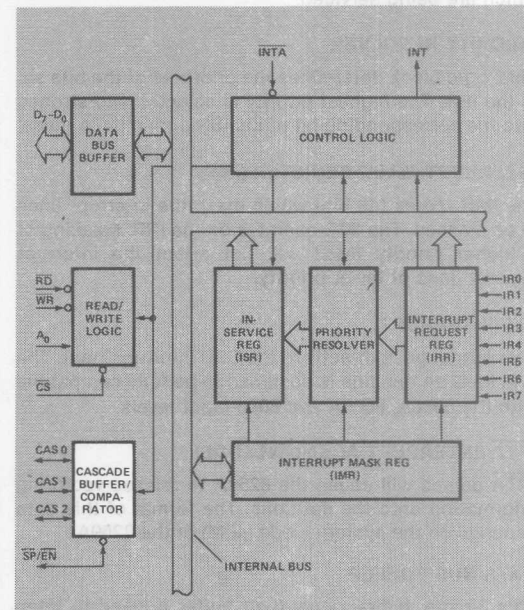 INTA
INT
D7-D0
DATA
BUS
BUFFER
CONTROL LOGIC
RD
WR
A0
CS
READ/
WRITE
LOGIC
IN-
SERVICE
REG
(ISR)
PRIORITY
RESOLVER
INTERRUPT
REQUEST
REG
(IRR)
IR0
IR1
IR2
IR3
IR4
IR5
IR6
IR7
CAS 0
CAS 1
CAS 2
CASCADE
BUFFER/
COMPA-
RATOR
INTERRUPT MASK REG
(IMR)
SP/EN
INTERNAL BUS